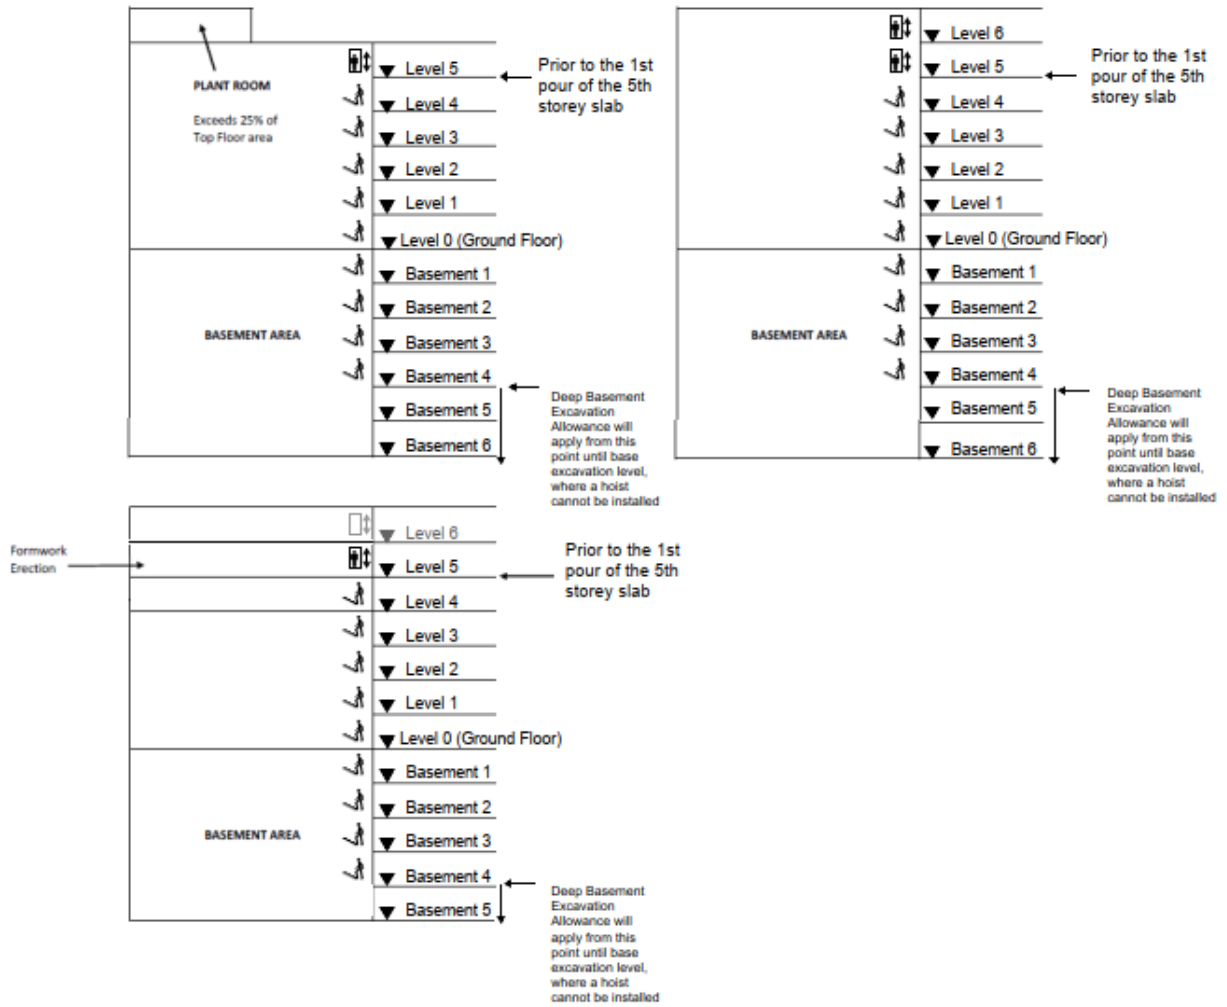 PLANT ROOM
Exceeds 25% of
Top Floor area
Level 5
Level 4
Level 3
Level 2
Level 1
Level 0 (Ground Floor)
Prior to the 1st
pour of the 5th
storey slab
BASEMENT AREA
Basement 1
Basement 2
Basement 3
Basement 4
Basement 5
Basement 6
Deep Basement
Excavation
Allowance will
apply from this
point until base
excavation level,
where a hoist
cannot be installed
Level 6
Level 5
Level 4
Level 3
Level 2
Level 1
Level 0 (Ground Floor)
Prior to the 1st
pour of the 5th
storey slab
BASEMENT AREA
Basement 1
Basement 2
Basement 3
Basement 4
Basement 5
Basement 6
Deep Basement
Excavation
Allowance will
apply from this
point until base
excavation level,
where a hoist
cannot be installed
Formwork
Erection
Level 6
Level 5
Level 4
Level 3
Level 2
Level 1
Level 0 (Ground Floor)
Prior to the 1st
pour of the 5th
storey slab
BASEMENT AREA
Basement 1
Basement 2
Basement 3
Basement 4
Basement 5
Deep Basement
Excavation
Allowance will
apply from this
point until base
excavation level,
where a hoist
cannot be installed